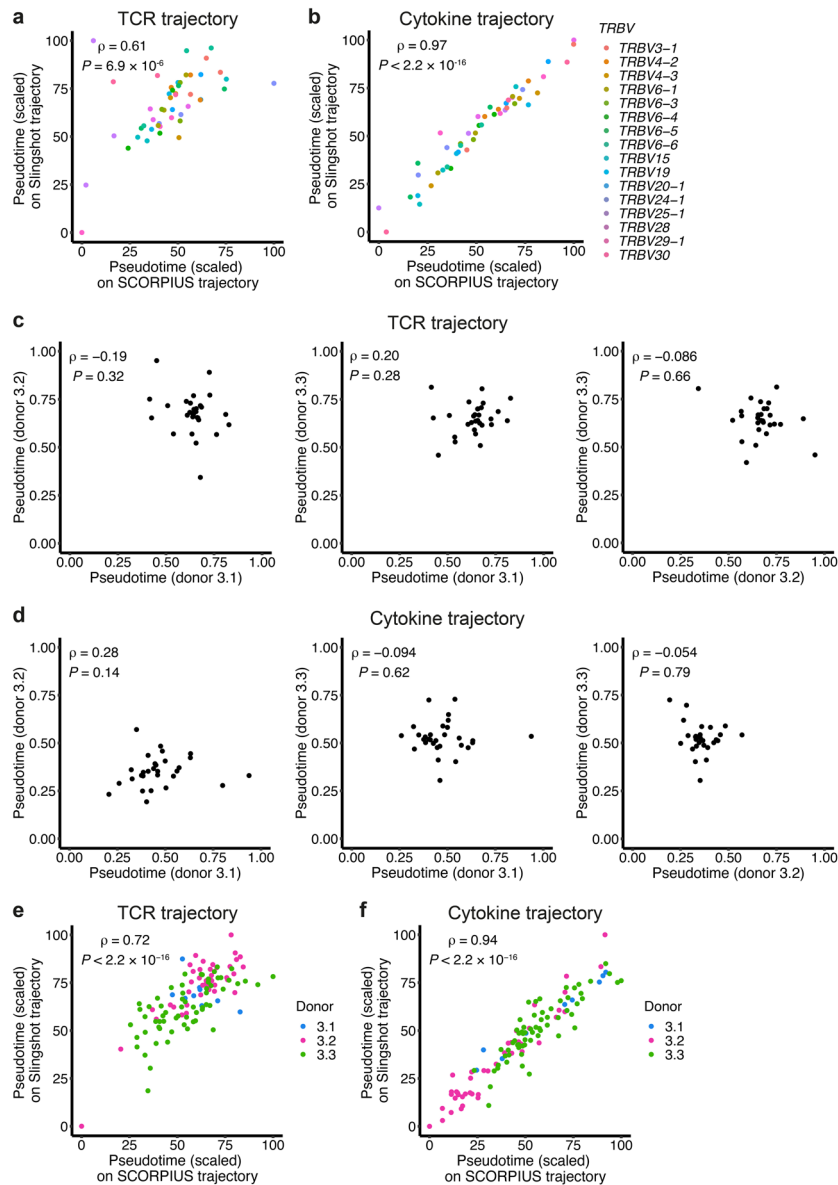 a
TCR trajectory
ρ = 0.61
P = 6.9 × 10⁻⁶
100
75
50
25
0
Pseudotime (scaled)
on Slingshot trajectory
0 25 50 75 100
Pseudotime (scaled)
on SCORPIUS trajectory
b
Cytokine trajectory
ρ = 0.97
P < 2.2 × 10⁻¹⁶
100
75
50
25
0
Pseudotime (scaled)
on Slingshot trajectory
0 25 50 75 100
Pseudotime (scaled)
on SCORPIUS trajectory
TRBV
TRBV3−1
TRBV4−2
TRBV4−3
TRBV6−1
TRBV6−3
TRBV6−4
TRBV6−5
TRBV6−6
TRBV15
TRBV19
TRBV20−1
TRBV24−1
TRBV25−1
TRBV28
TRBV29−1
TRBV30
c
TCR trajectory
ρ = −0.19
P = 0.32
1.00
0.75
0.50
0.25
0.00
Pseudotime (donor 3.2)
0.00 0.25 0.50 0.75 1.00
Pseudotime (donor 3.1)
ρ = 0.20
P = 0.28
1.00
0.75
0.50
0.25
0.00
Pseudotime (donor 3.3)
0.00 0.25 0.50 0.75 1.00
Pseudotime (donor 3.1)
ρ = −0.086
P = 0.66
1.00
0.75
0.50
0.25
0.00
Pseudotime (donor 3.3)
0.00 0.25 0.50 0.75 1.00
Pseudotime (donor 3.2)
d
Cytokine trajectory
ρ = 0.28
P = 0.14
1.00
0.75
0.50
0.25
0.00
Pseudotime (donor 3.2)
0.00 0.25 0.50 0.75 1.00
Pseudotime (donor 3.1)
ρ = −0.094
P = 0.62
1.00
0.75
0.50
0.25
0.00
Pseudotime (donor 3.3)
0.00 0.25 0.50 0.75 1.00
Pseudotime (donor 3.1)
ρ = −0.054
P = 0.79
1.00
0.75
0.50
0.25
0.00
Pseudotime (donor 3.3)
0.00 0.25 0.50 0.75 1.00
Pseudotime (donor 3.2)
e
TCR trajectory
ρ = 0.72
P < 2.2 × 10⁻¹⁶
100
75
50
25
0
Pseudotime (scaled)
on Slingshot trajectory
0 25 50 75 100
Pseudotime (scaled)
on SCORPIUS trajectory
Donor
3.1
3.2
3.3
f
Cytokine trajectory
ρ = 0.94
P < 2.2 × 10⁻¹⁶
100
75
50
25
0
Pseudotime (scaled)
on Slingshot trajectory
0 25 50 75 100
Pseudotime (scaled)
on SCORPIUS trajectory
Donor
3.1
3.2
3.3